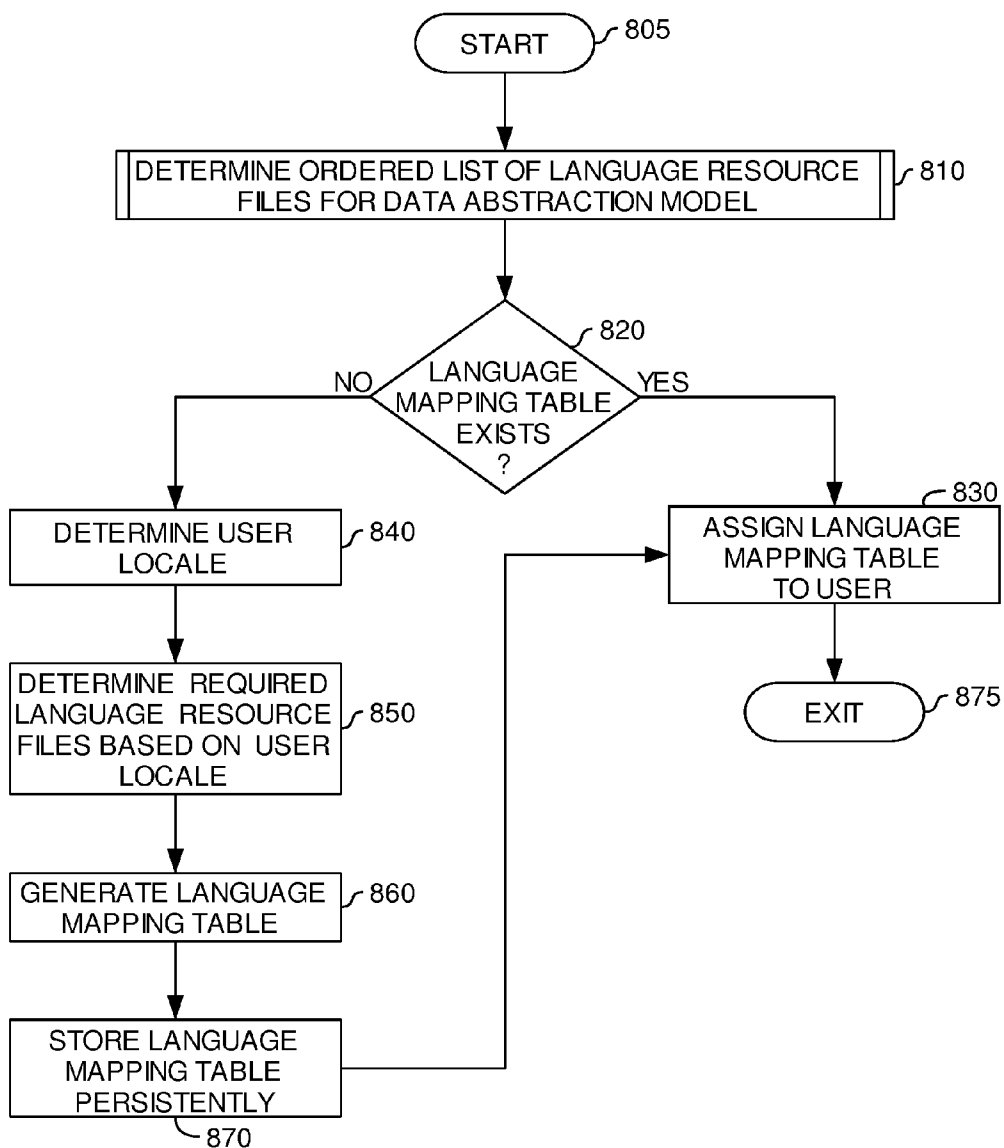 START
805
DETERMINE ORDERED LIST OF LANGUAGE RESOURCE
FILES FOR DATA ABSTRACTION MODEL
810
820
LANGUAGE
MAPPING TABLE
EXISTS
?
NO
YES
DETERMINE USER
LOCALE
840
830
ASSIGN LANGUAGE
MAPPING TABLE
TO USER
DETERMINE REQUIRED
LANGUAGE RESOURCE
FILES BASED ON USER
LOCALE
850
EXIT
875
GENERATE LANGUAGE
MAPPING TABLE
860
STORE LANGUAGE
MAPPING TABLE
PERSISTENTLY
870